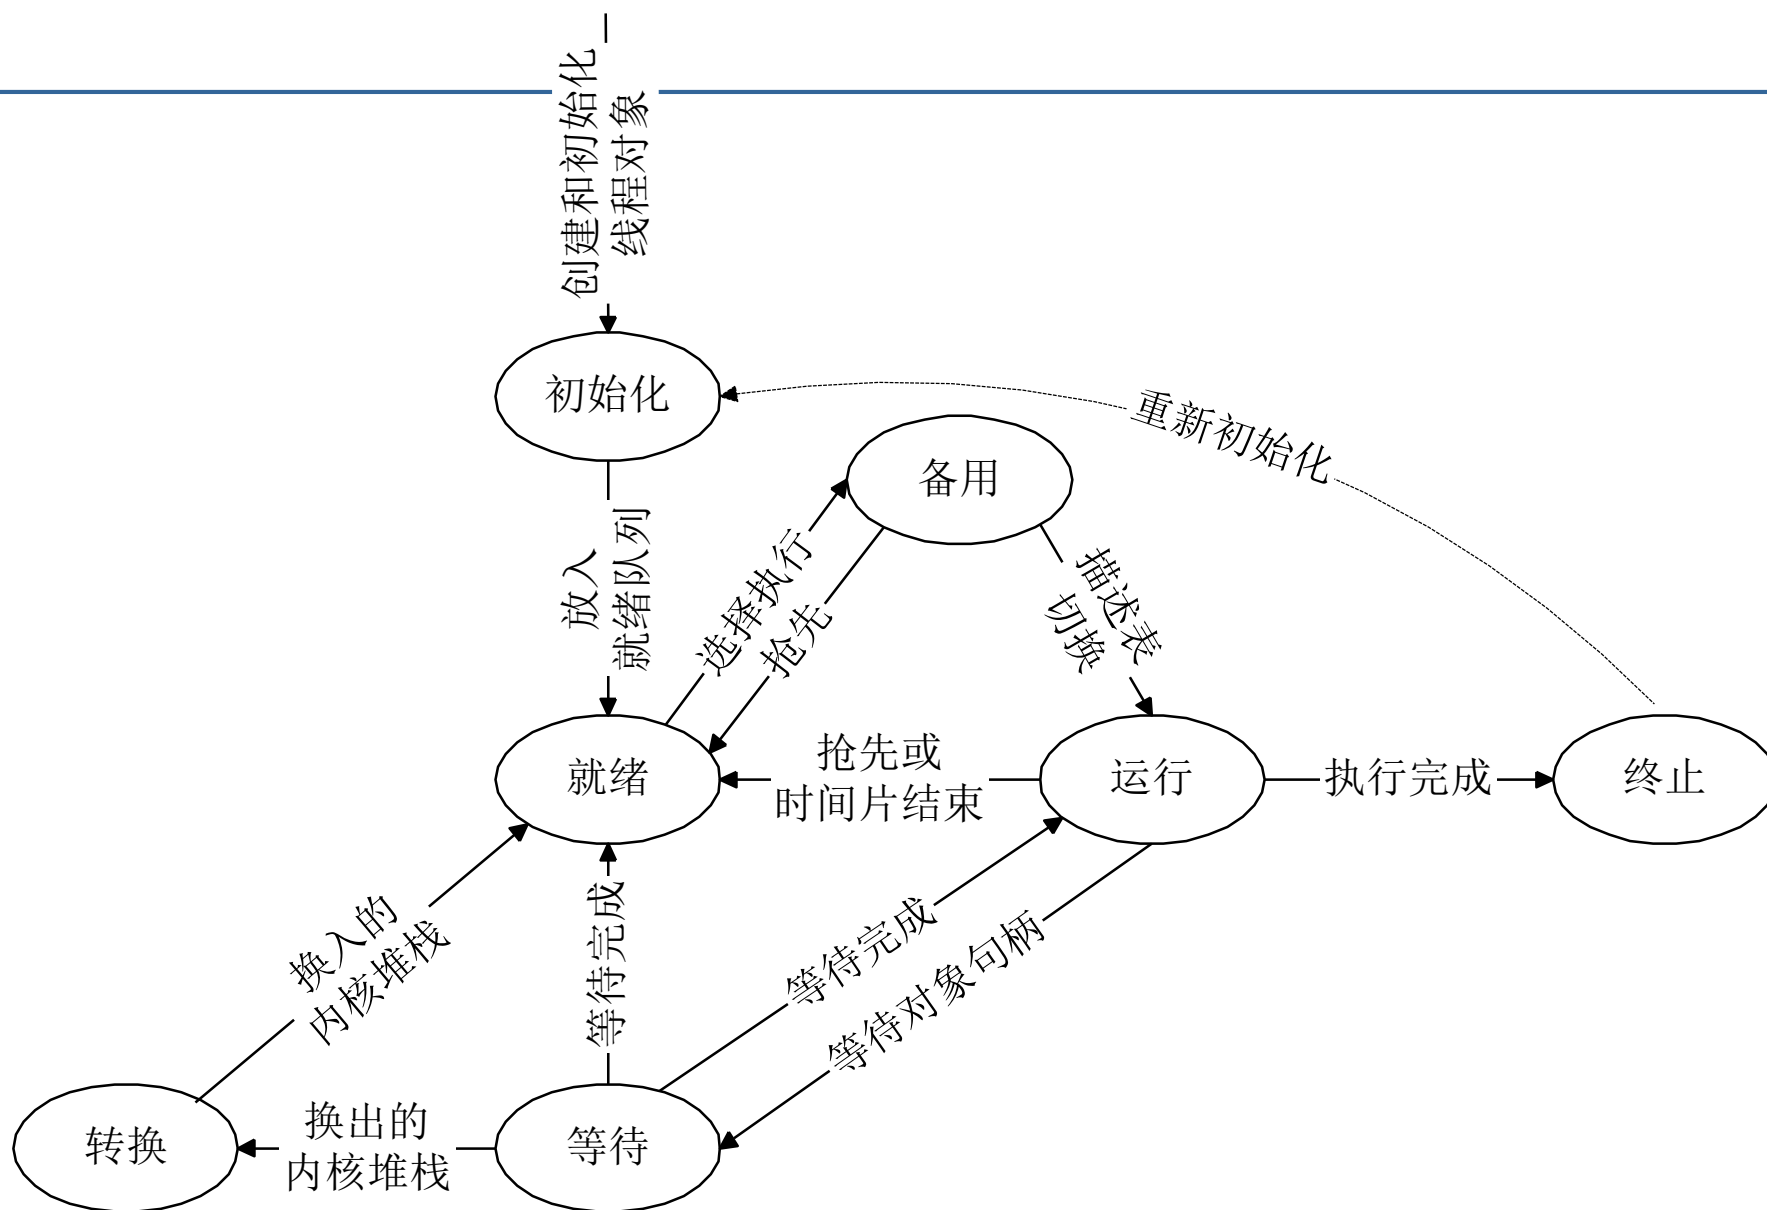 创建和初始化
线程对象
初始化
重新初始化
备用
放入
就绪队列
选择执行
抢先
描述表
切换
就绪
抢先或
时间片结束
运行
执行完成
终止
换入的
内核堆栈
等待完成
等待完成
等待对象句柄
转换
换出的
内核堆栈
等待